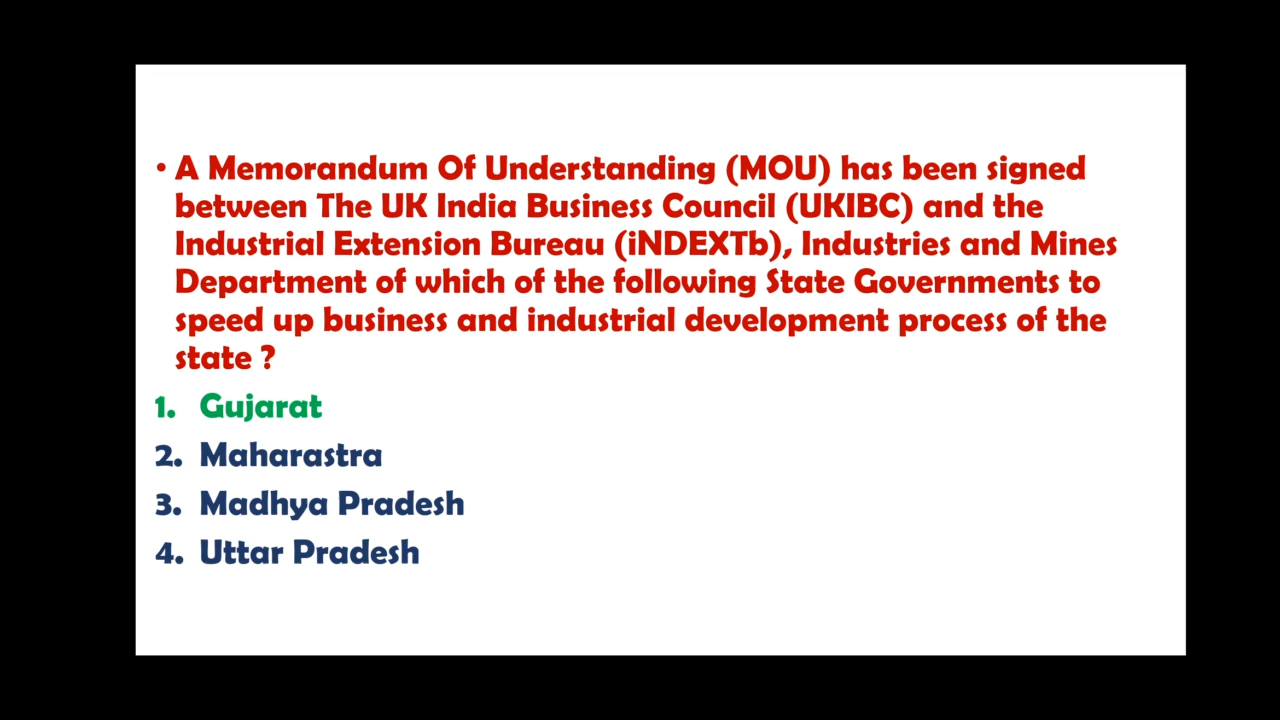 • A Memorandum Of Understanding (MOU) has been signed
between The UK India Business Council (UKIBC) and the
Industrial Extension Bureau (iNDEXTb), Industries and Mines
Department of which of the following State Governments to
speed up business and industrial development process of the
state ?
1. Gujarat
2. Maharastra
3. Madhya Pradesh
4. Uttar Pradesh